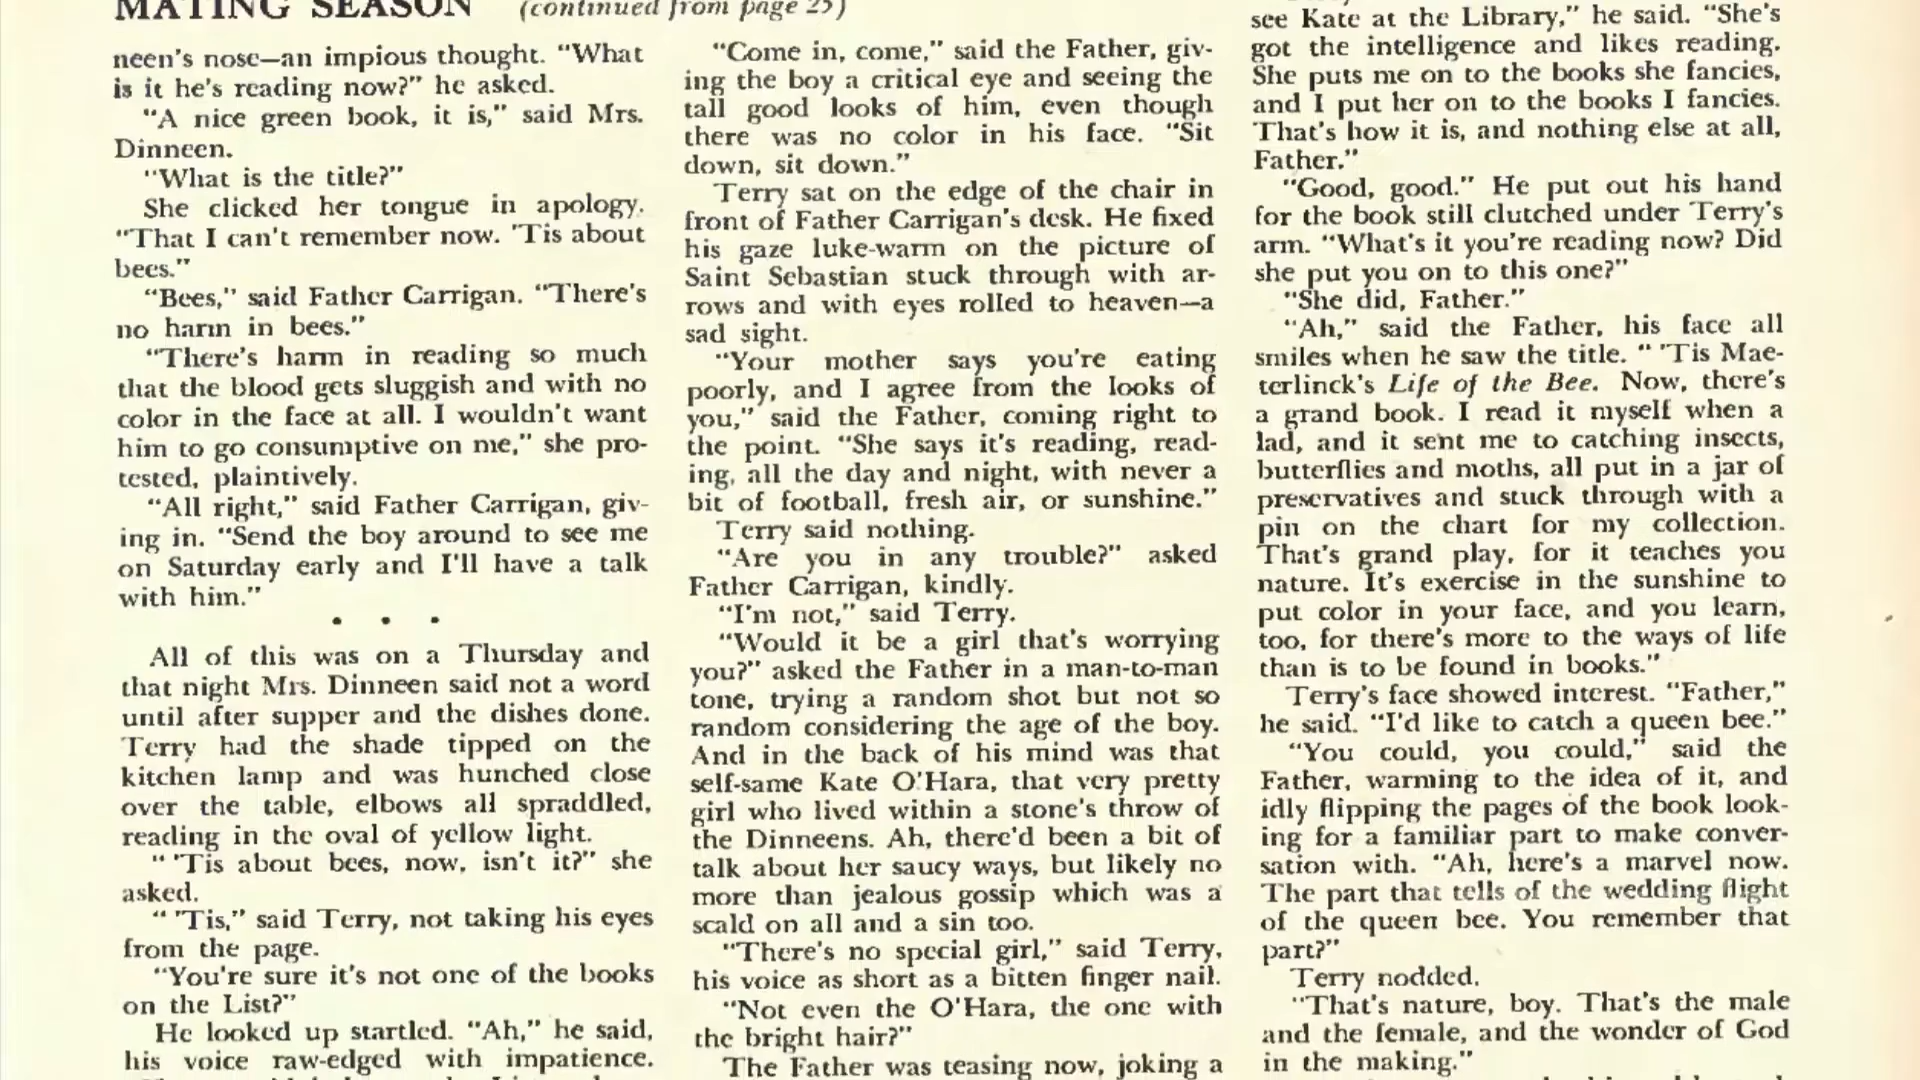 MATING SEASON (continued from page 25)
neen's nose—an impious thought. "What
is it he's reading now?" he asked.
"A nice green book, it is," said Mrs.
Dinneen.
"What is the title?"
She clicked her tongue in apology.
"That I can't remember now. 'Tis about
bees."
"Bees," said Father Carrigan. "There's
no harm in bees."
"There's harm in reading so much
that the blood gets sluggish and with no
color in the face at all. I wouldn't want
him to go consumptive on me," she pro-
tested, plaintively.
"All right," said Father Carrigan, giv-
ing in. "Send the boy around to see me
on Saturday early and I'll have a talk
with him."
• • •
All of this was on a Thursday and
that night Mrs. Dinneen said not a word
until after supper and the dishes done.
Terry had the shade tipped on the
kitchen lamp and was hunched close
over the table, elbows all spraddled,
reading in the oval of yellow light.
" 'Tis about bees, now, isn't it?" she
asked.
" 'Tis," said Terry, not taking his eyes
from the page.
"You're sure it's not one of the books
on the List?"
He looked up startled. "Ah," he said,
his voice raw-edged with impatience.
"Come in, come," said the Father, giv-
ing the boy a critical eye and seeing the
tall good looks of him, even though
there was no color in his face. "Sit
down, sit down."
Terry sat on the edge of the chair in
front of Father Carrigan's desk. He fixed
his gaze luke-warm on the picture of
Saint Sebastian stuck through with ar-
rows and with eyes rolled to heaven—a
sad sight.
"Your mother says you're eating
poorly, and I agree from the looks of
you," said the Father, coming right to
the point. "She says it's reading, read-
ing, all the day and night, with never a
bit of football, fresh air, or sunshine."
Terry said nothing.
"Are you in any trouble?" asked
Father Carrigan, kindly.
"I'm not," said Terry.
"Would it be a girl that's worrying
you?" asked the Father in a man-to-man
tone, trying a random shot but not so
random considering the age of the boy.
And in the back of his mind was that
self-same Kate O'Hara, that very pretty
girl who lived within a stone's throw of
the Dinneens. Ah, there'd been a bit of
talk about her saucy ways, but likely no
more than jealous gossip which was a
scald on all and a sin too.
"There's no special girl," said Terry,
his voice as short as a bitten finger nail.
"Not even the O'Hara, the one with
the bright hair?"
The Father was teasing now, joking a
see Kate at the Library," he said. "She's
got the intelligence and likes reading.
She puts me on to the books she fancies,
and I put her on to the books I fancies.
That's how it is, and nothing else at all,
Father."
"Good, good." He put out his hand
for the book still clutched under Terry's
arm. "What's it you're reading now? Did
she put you on to this one?"
"She did, Father."
"Ah," said the Father, his face all
smiles when he saw the title. " 'Tis Mae-
terlinck's Life of the Bee. Now, there's
a grand book. I read it myself when a
lad, and it sent me to catching insects,
butterflies and moths, all put in a jar of
preservatives and stuck through with a
pin on the chart for my collection.
That's grand play, for it teaches you
nature. It's exercise in the sunshine to
put color in your face, and you learn,
too, for there's more to the ways of life
than is to be found in books."
Terry's face showed interest. "Father,"
he said. "I'd like to catch a queen bee."
"You could, you could," said the
Father, warming to the idea of it, and
idly flipping the pages of the book look-
ing for a familiar part to make conver-
sation with. "Ah, here's a marvel now.
The part that tells of the wedding flight
of the queen bee. You remember that
part?"
Terry nodded.
"That's nature, boy. That's the male
and the female, and the wonder of God
in the making."